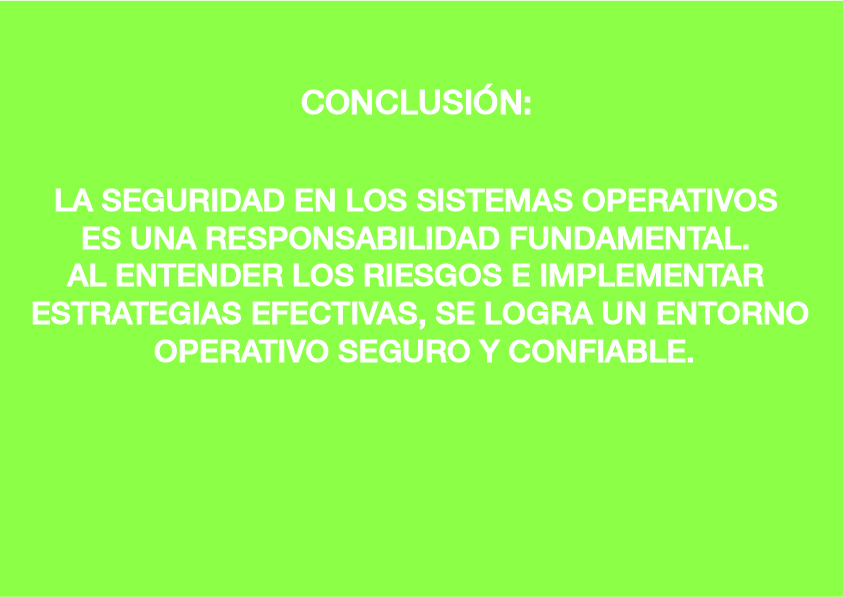 CONCLUSIÓN:
LA SEGURIDAD EN LOS SISTEMAS OPERATIVOS
ES UNA RESPONSABILIDAD FUNDAMENTAL.
AL ENTENDER LOS RIESGOS E IMPLEMENTAR
ESTRATEGIAS EFECTIVAS, SE LOGRA UN ENTORNO
OPERATIVO SEGURO Y CONFIABLE.